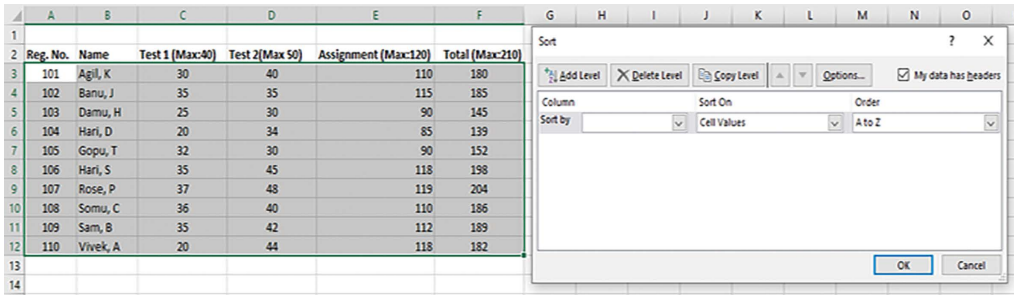 A B C D E F G H I J K L M N O
1
2 Reg. No. Name Test 1 (Max:40) Test 2(Max 50) Assignment (Max:120) Total (Max:210)
3 101 Agil, K 30 40 110 180
4 102 Banu, J 35 35 115 185
5 103 Damu, H 25 30 90 145
6 104 Hari, D 20 34 85 139
7 105 Gopu, T 32 30 90 152
8 106 Hari, S 35 45 118 198
9 107 Rose, P 37 48 119 204
10 108 Somu, C 36 40 110 186
11 109 Sam, B 35 42 112 189
12 110 Vivek, A 20 44 118 182
13
14
Sort ? X
Add Level Delete Level Copy Level Options... My data has headers
Column Sort On Order
Sort by Cell Values A to Z
OK Cancel